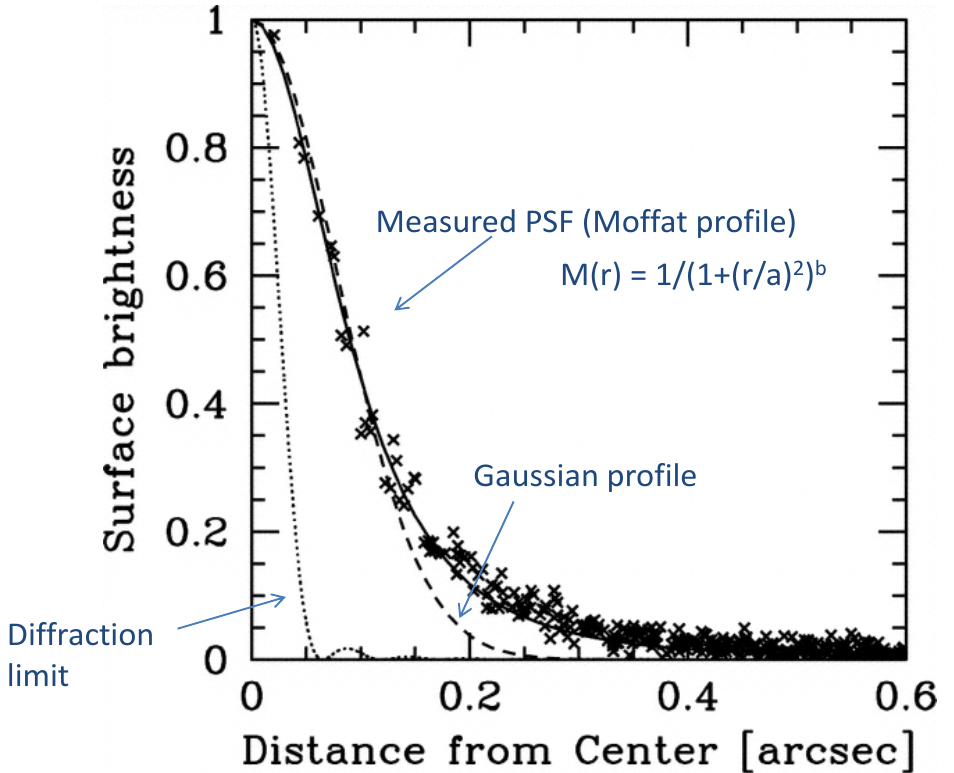 1
0.8
0.6
0.4
0.2
0
Surface brightness
Measured PSF (Moffat profile)
M(r) = 1/(1+(r/a)²)ᵇ
Gaussian profile
Diffraction
limit
0
0.2
0.4
0.6
Distance from Center [arcsec]